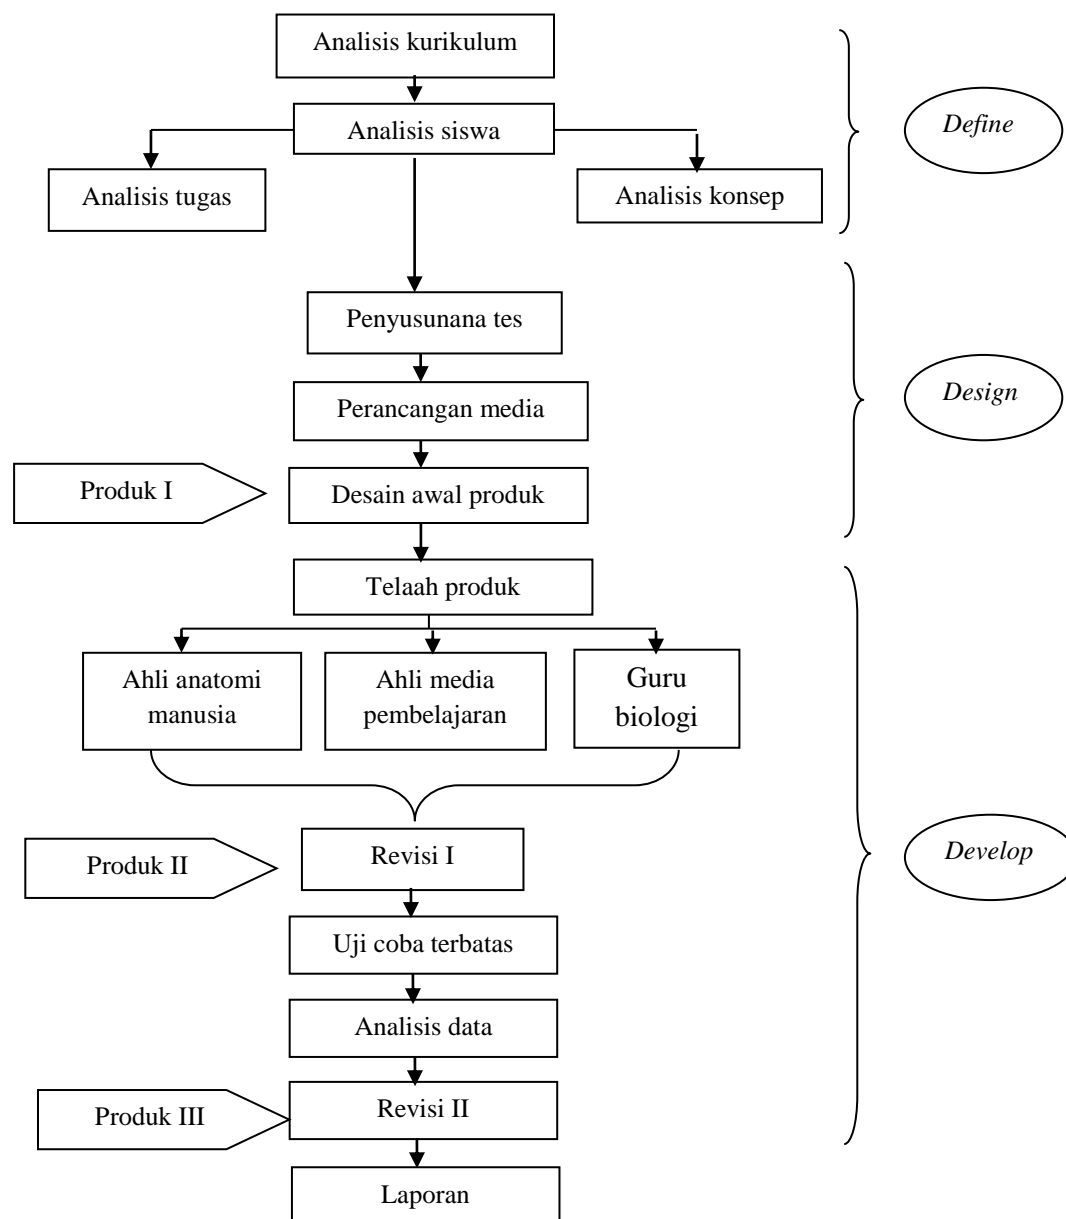 Analisis kurikulum
Define
Analisis siswa
Analisis tugas
Analisis konsep
Penyusunana tes
Design
Perancangan media
Produk I
Desain awal produk
Telaah produk
Ahli anatomi
manusia
Ahli media
pembelajaran
Guru
biologi
Produk II
Revisi I
Develop
Uji coba terbatas
Analisis data
Produk III
Revisi II
Laporan